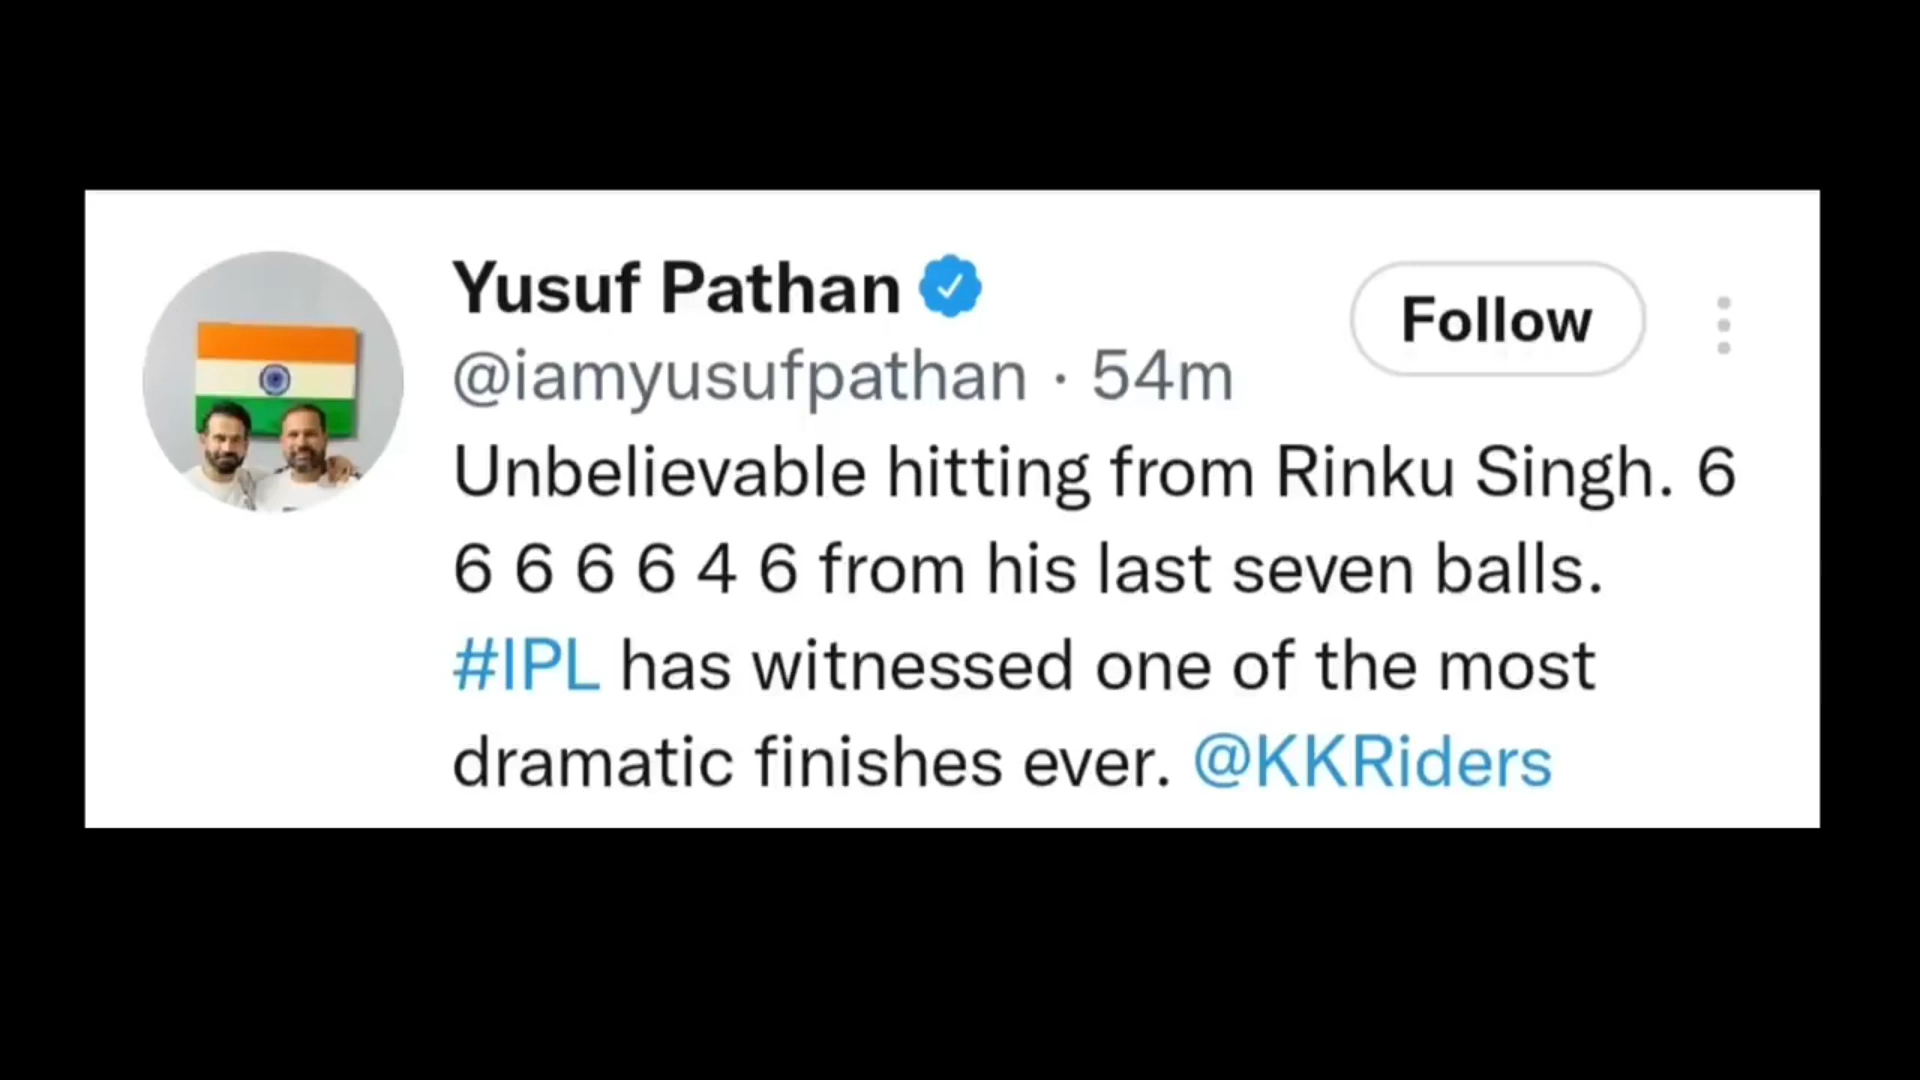 Yusuf Pathan
Follow
@iamyusufpathan · 54m
Unbelievable hitting from Rinku Singh. 6
6 6 6 6 4 6 from his last seven balls.
#IPL has witnessed one of the most
dramatic finishes ever. @KKRiders